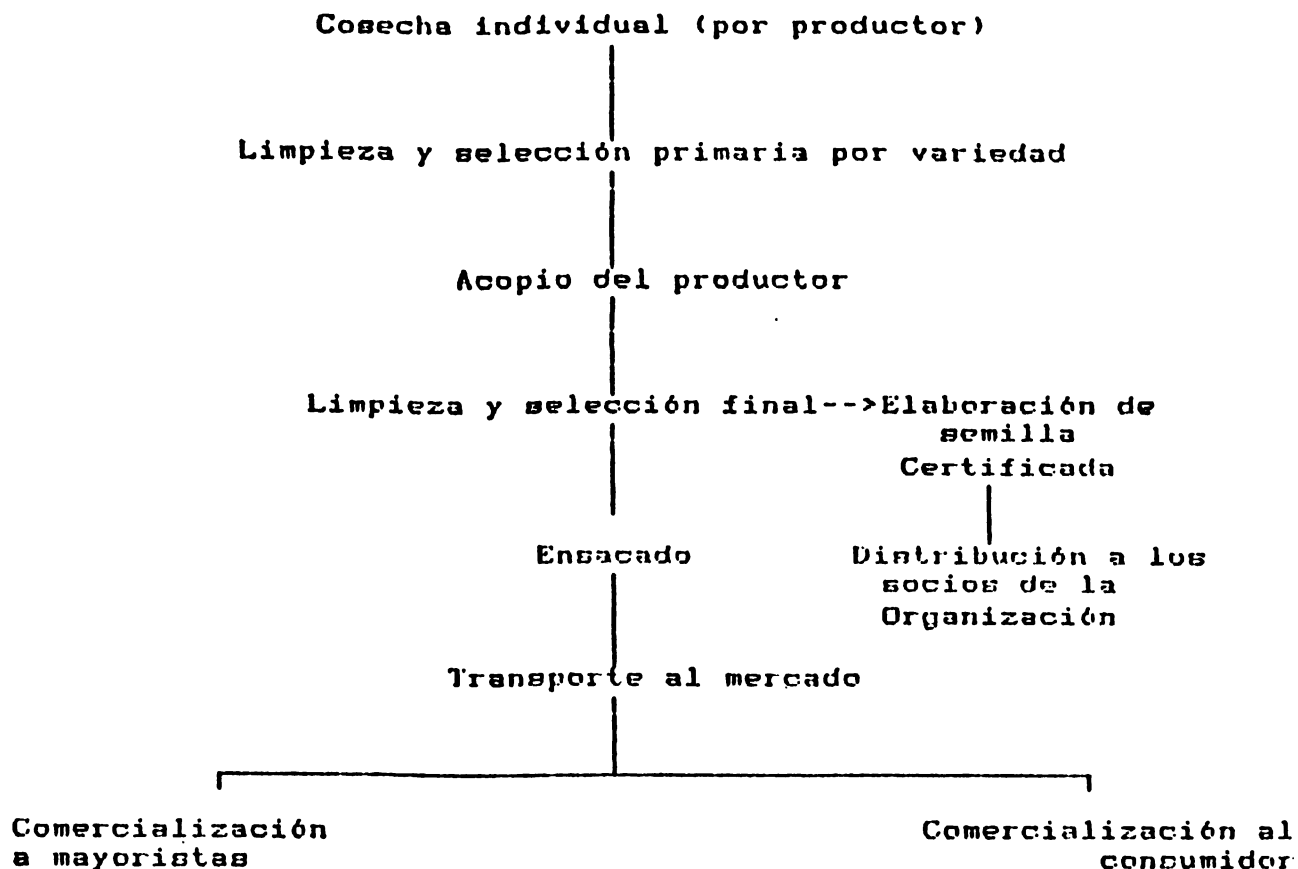 Cosecha individual (por productor)
Limpieza y selección primaria por variedad
Acopio del productor
Limpieza y selección final-->Elaboración de
semilla
Certificada
Ensacado
Distribución a los
socios de la
Organización
Transporte al mercado
Comercialización
a mayoristas
Comercialización al
consumidor